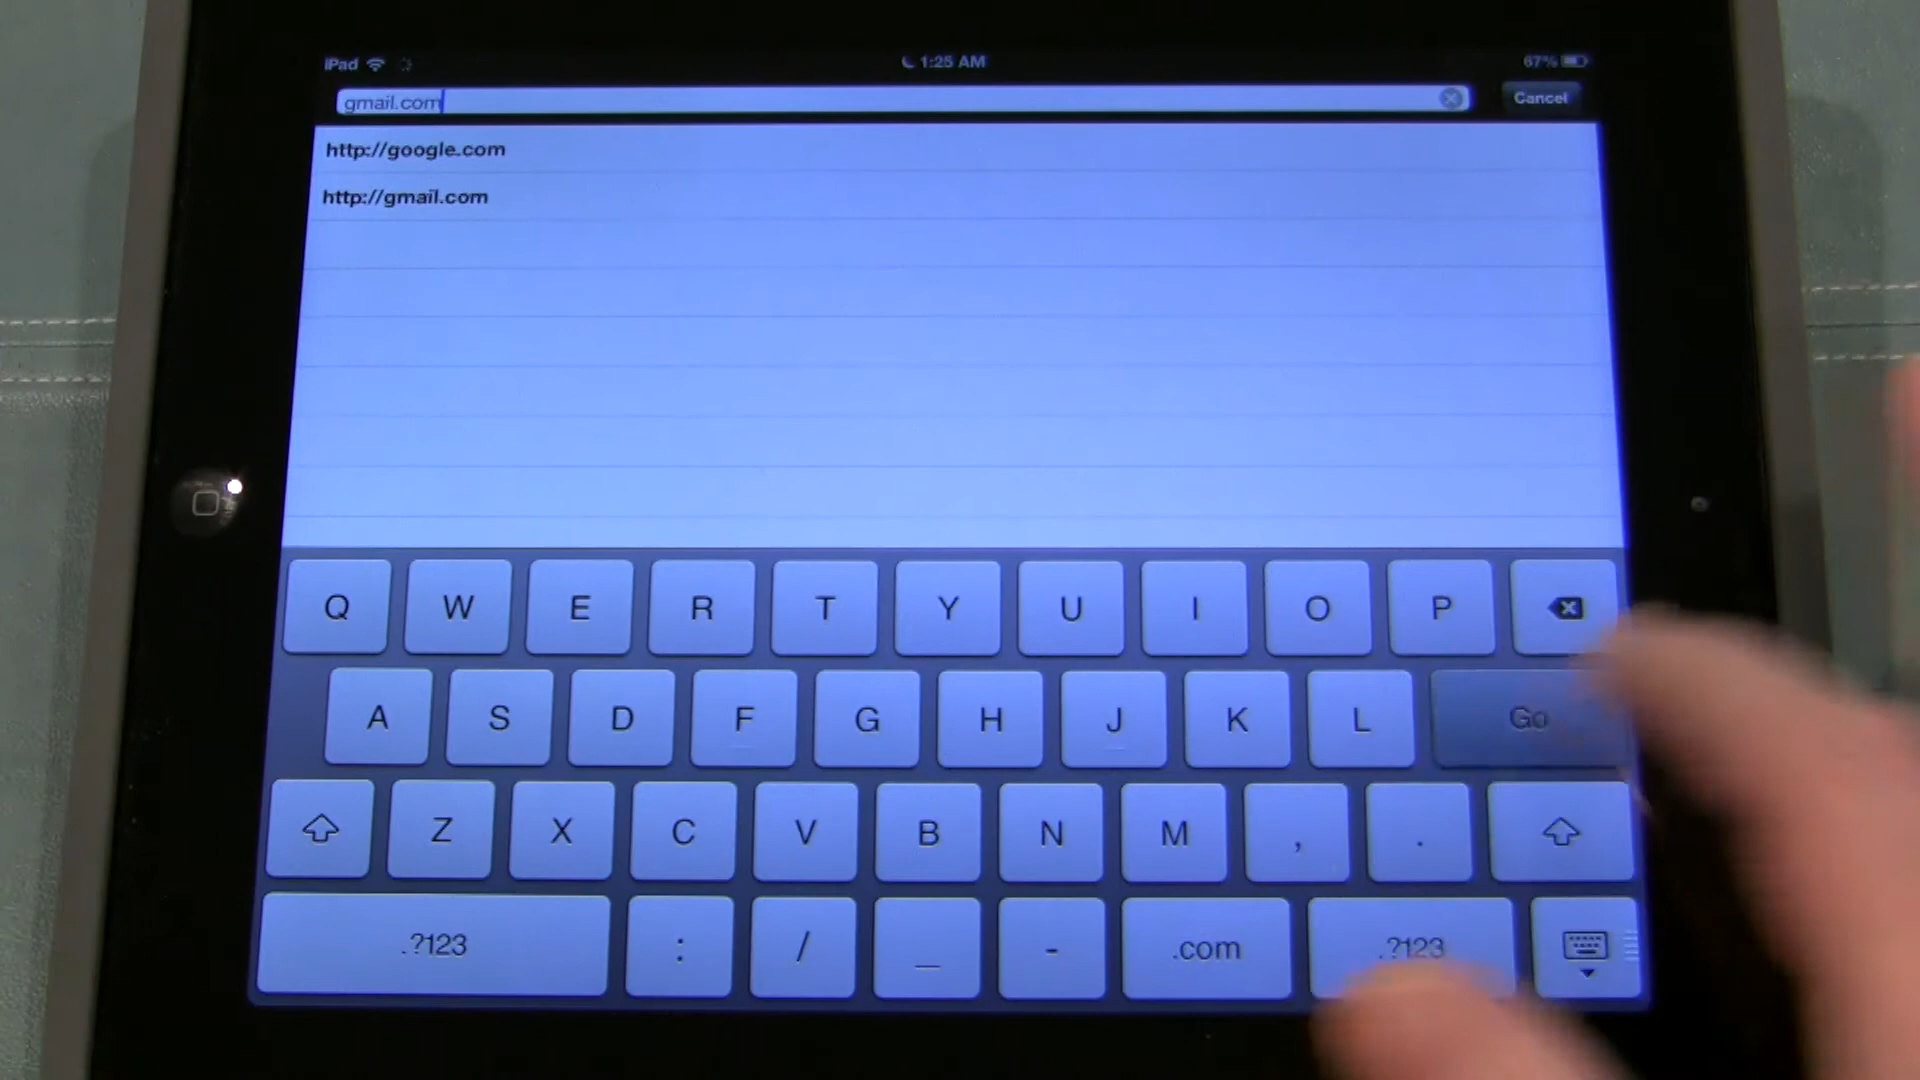 iPad 1:25 AM 67%
gmail.com Cancel
http://google.com
http://gmail.com
Q W E R T Y U I O P
A S D F G H J K L Go
Z X C V B N M , .
.?123 : / _ - .com .?123